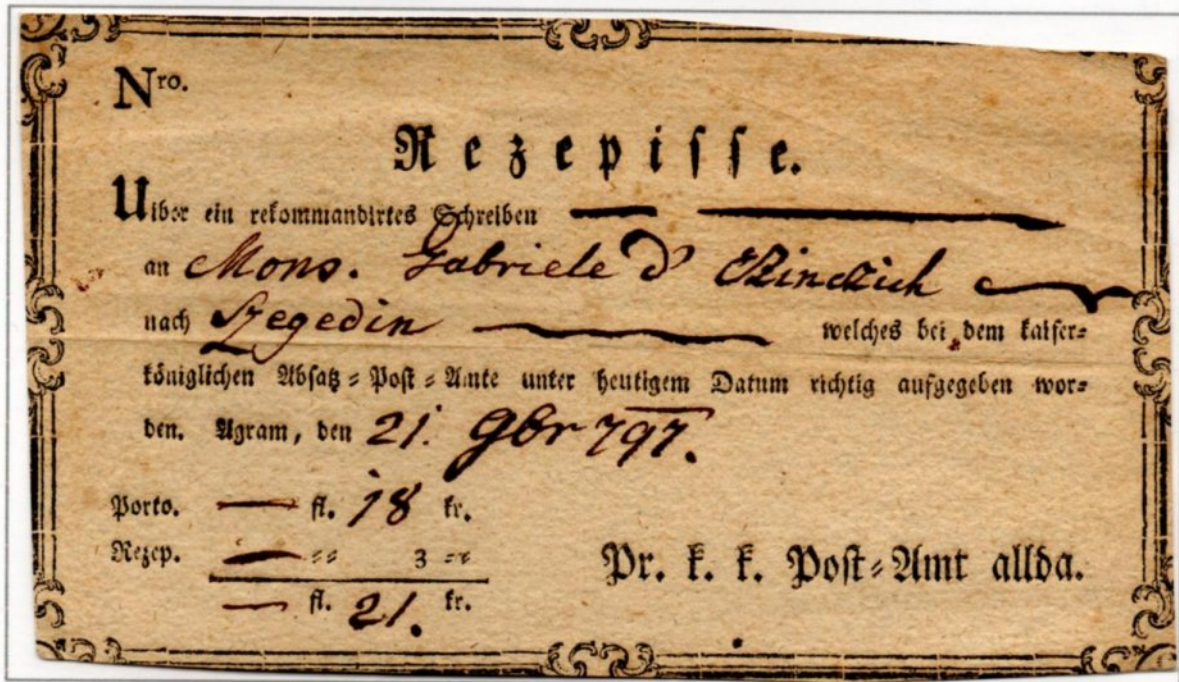 Nro.
Rezepisse.
Uiber ein rekommandirtes Schreiben
an Mons. Gabriele d'
nach Szegedin welches bei dem kaiser=
königlichen Absatz=Post=Amte unter heutigem Datum richtig aufgegeben wor=
den. Agram, den 21. 9br 797.
Porto. — fl. 18 kr.
Rezep. — == 3 ==
— fl. 21. kr.
Pr. k. k. Post=Amt allda.